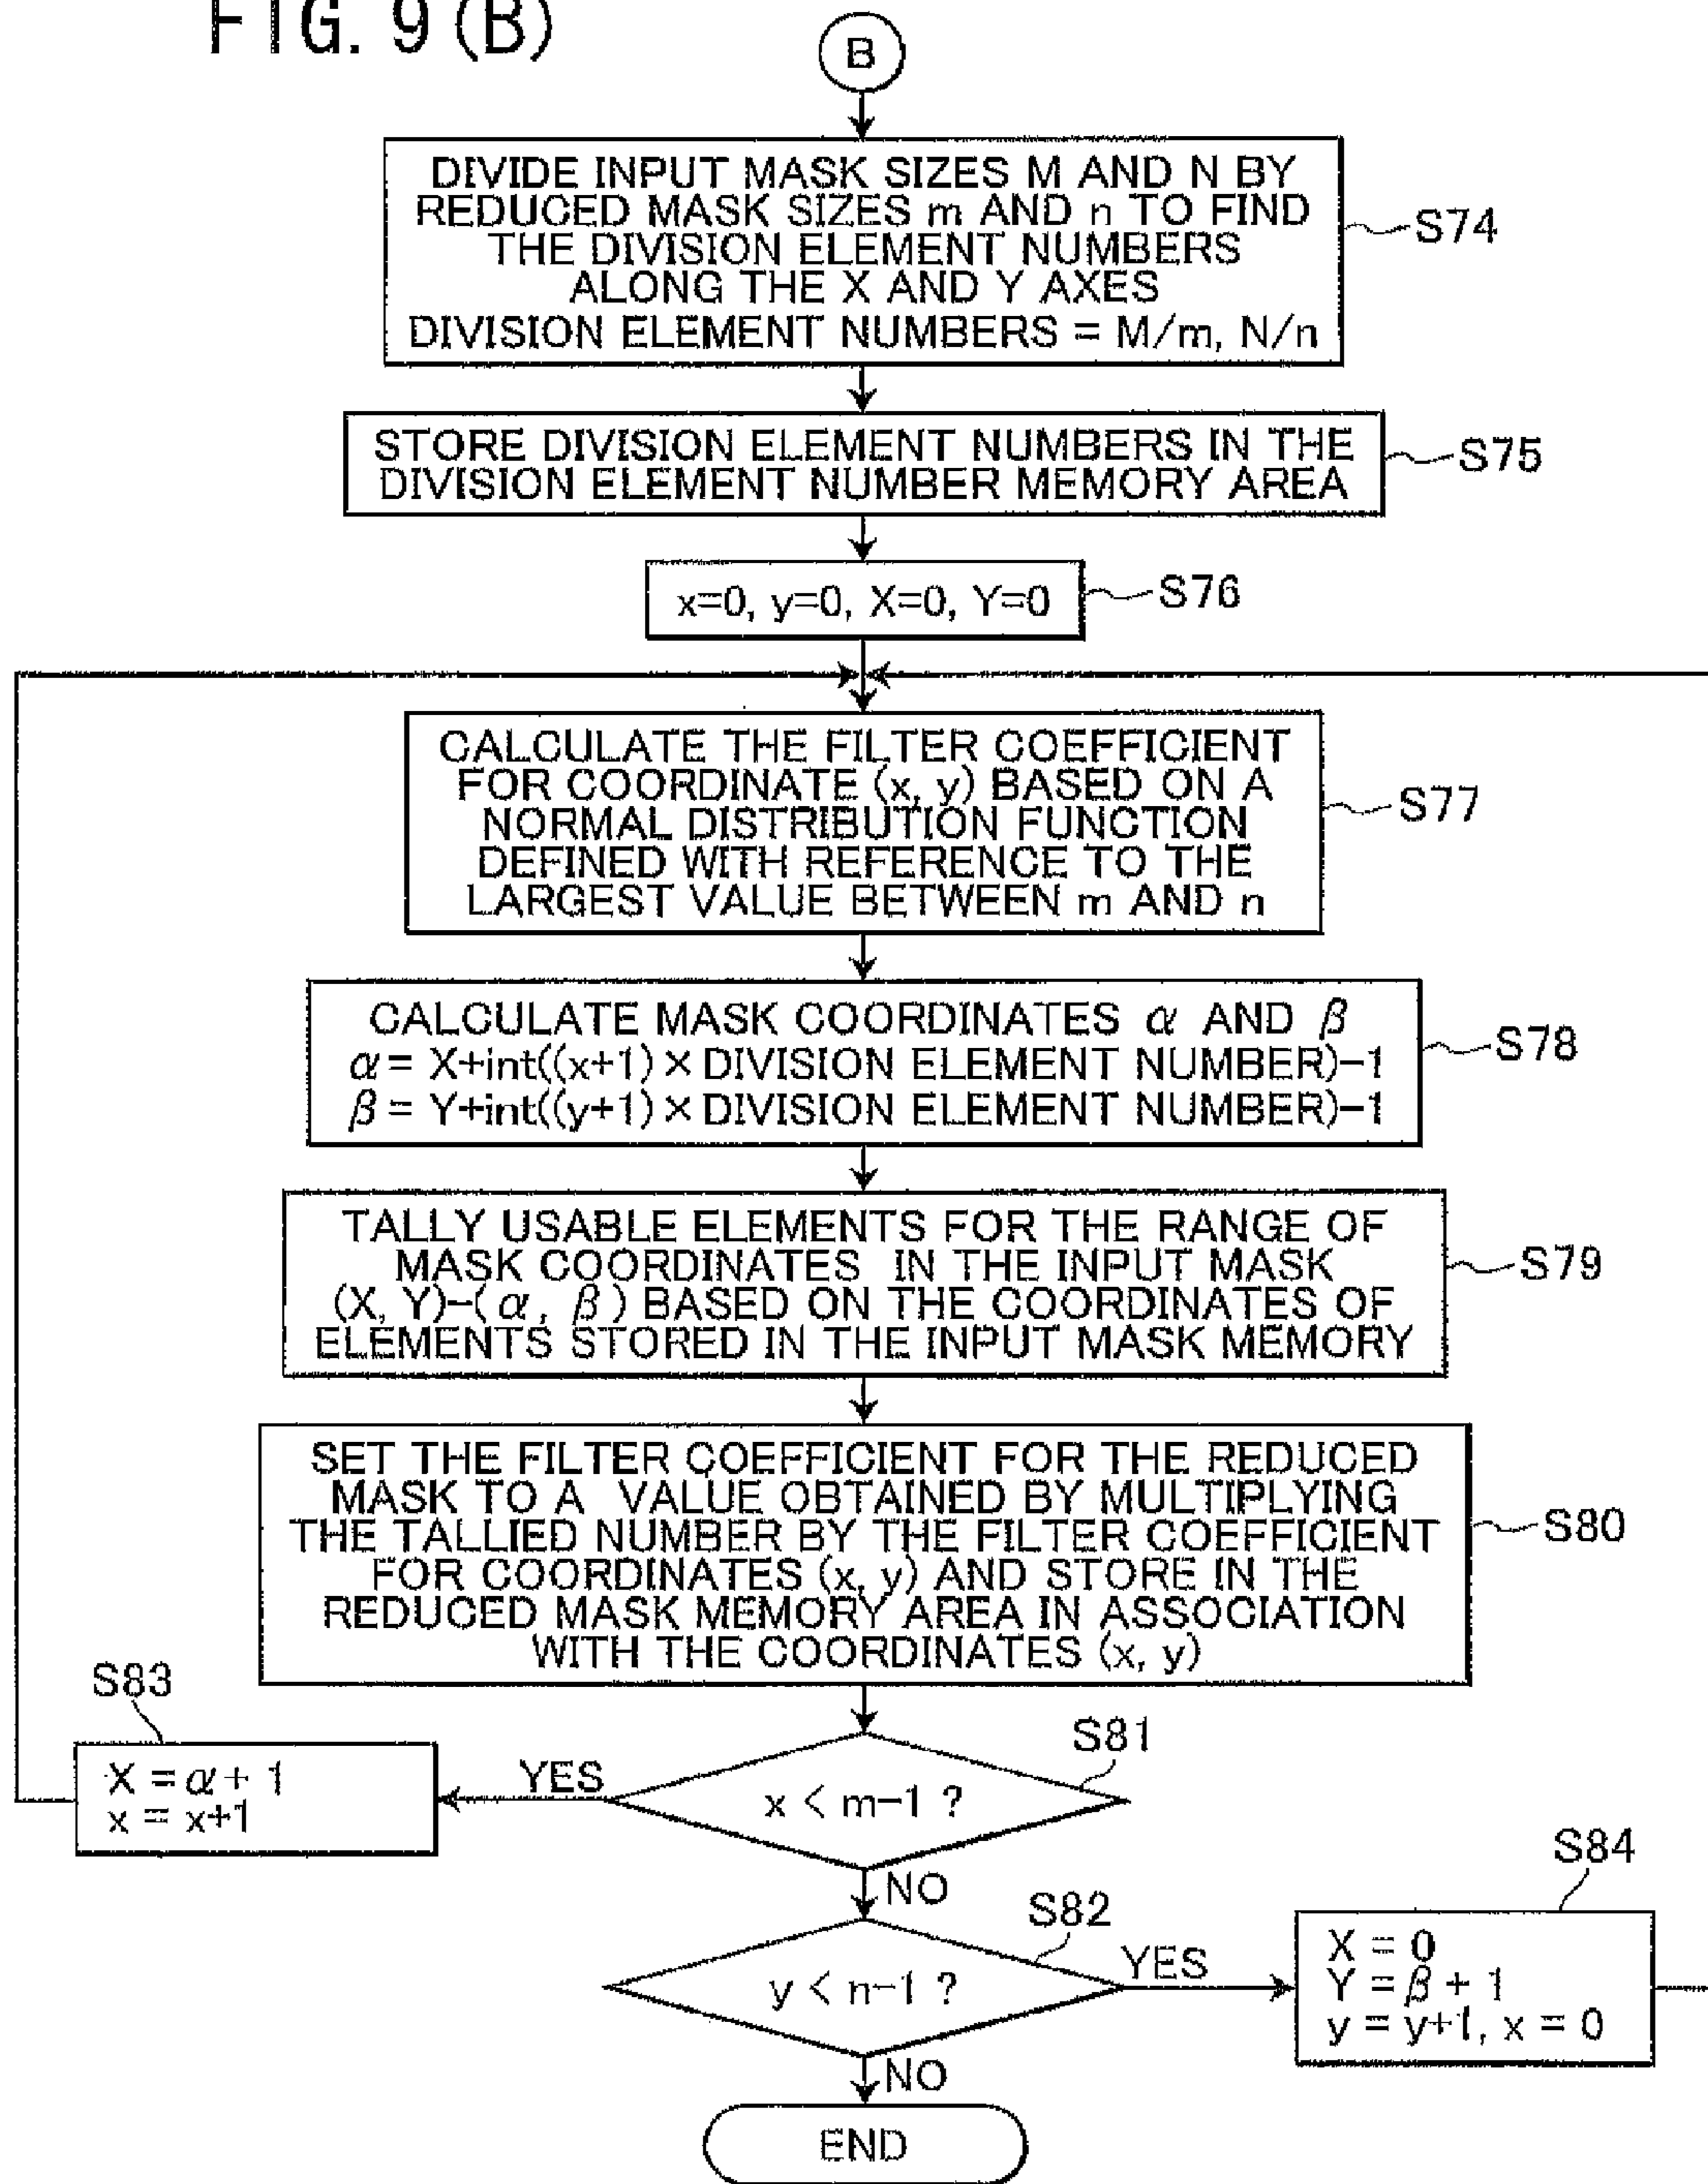 FIG. 9 (B)
B
DIVIDE INPUT MASK SIZES M AND N BY
REDUCED MASK SIZES m AND n TO FIND
THE DIVISION ELEMENT NUMBERS
ALONG THE X AND Y AXES
DIVISION ELEMENT NUMBERS = M/m, N/n
S74
STORE DIVISION ELEMENT NUMBERS IN THE
DIVISION ELEMENT NUMBER MEMORY AREA
S75
x=0, y=0, X=0, Y=0
S76
CALCULATE THE FILTER COEFFICIENT
FOR COORDINATE (x, y) BASED ON A
NORMAL DISTRIBUTION FUNCTION
DEFINED WITH REFERENCE TO THE
LARGEST VALUE BETWEEN m AND n
S77
CALCULATE MASK COORDINATES α AND β
α = X+int((x+1) × DIVISION ELEMENT NUMBER)-1
β = Y+int((y+1) × DIVISION ELEMENT NUMBER)-1
S78
TALLY USABLE ELEMENTS FOR THE RANGE OF
MASK COORDINATES IN THE INPUT MASK
(X, Y)-(α, β) BASED ON THE COORDINATES OF
ELEMENTS STORED IN THE INPUT MASK MEMORY
S79
SET THE FILTER COEFFICIENT FOR THE REDUCED
MASK TO A VALUE OBTAINED BY MULTIPLYING
THE TALLIED NUMBER BY THE FILTER COEFFICIENT
FOR COORDINATES (x, y) AND STORE IN THE
REDUCED MASK MEMORY AREA IN ASSOCIATION
WITH THE COORDINATES (x, y)
S80
S83
X = α + 1
x = x+1
YES
S81
x < m-1 ?
NO
S82
y < n-1 ?
YES
S84
X = 0
Y = β + 1
y = y+1, x = 0
NO
END